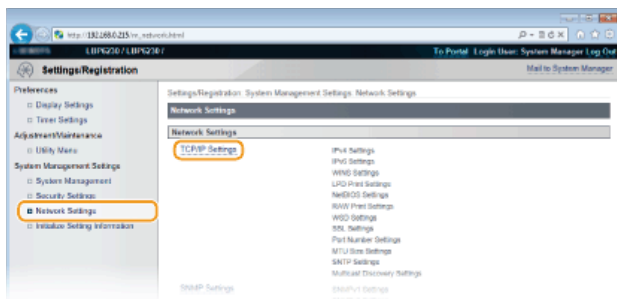 http://192.168.0.215/m_network.html
LBP6230 / LBP6230 /
To Portal Login User: System Manager Log Out
Settings/Registration
Mail to System Manager
Preferences
Display Settings
Timer Settings
Adjustment/Maintenance
Utility Menu
System Management Settings
System Management
Security Settings
Network Settings
Initialize Setting Information
Settings/Registration: System Management Settings: Network Settings
Network Settings
Network Settings
TCP/IP Settings
IPv4 Settings
IPv6 Settings
WINS Settings
LPD Print Settings
NetBIOS Settings
RAW Print Settings
WSD Settings
SSL Settings
Port Number Settings
MTU Size Settings
SNTP Settings
Multicast Discovery Settings
SNMP Settings
SNMPv1 Settings